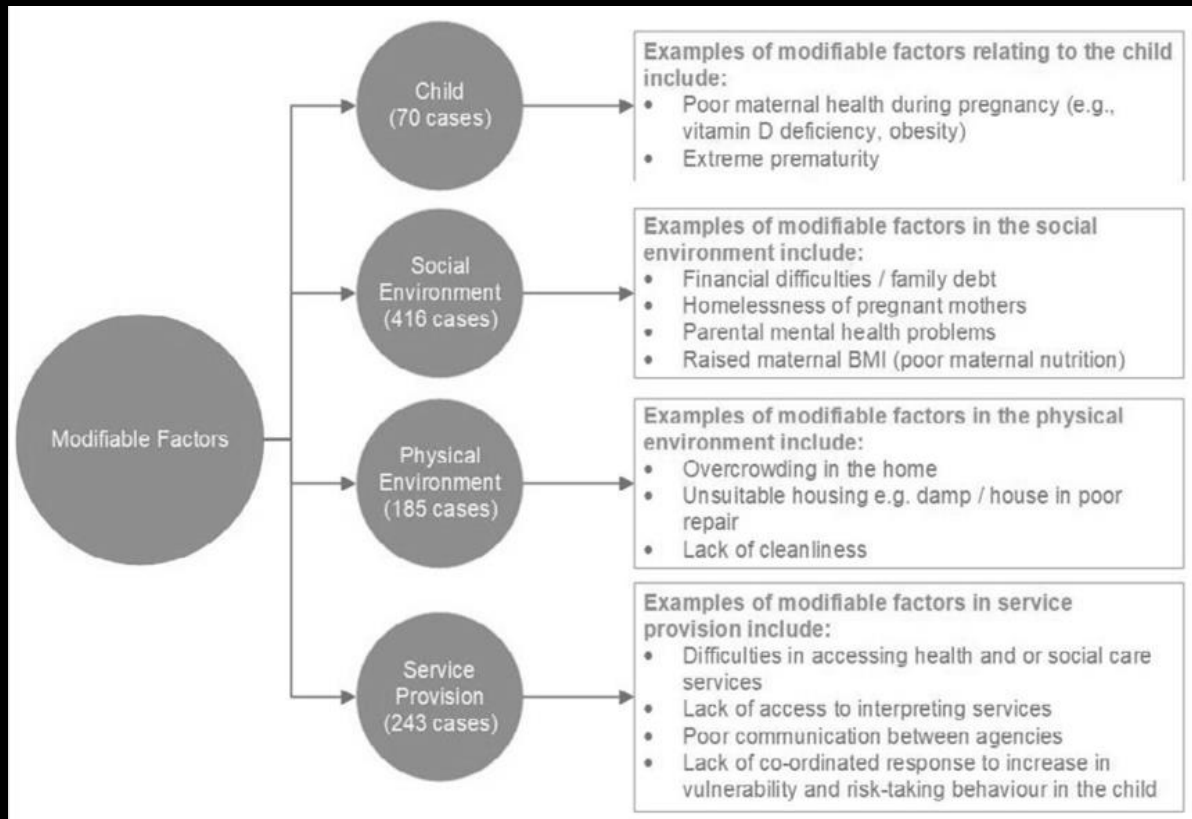 Modifiable Factors
Child
(70 cases)
Examples of modifiable factors relating to the child
include:
• Poor maternal health during pregnancy (e.g.,
vitamin D deficiency, obesity)
• Extreme prematurity
Social
Environment
(416 cases)
Examples of modifiable factors in the social
environment include:
• Financial difficulties / family debt
• Homelessness of pregnant mothers
• Parental mental health problems
• Raised maternal BMI (poor maternal nutrition)
Physical
Environment
(185 cases)
Examples of modifiable factors in the physical
environment include:
• Overcrowding in the home
• Unsuitable housing e.g. damp / house in poor
repair
• Lack of cleanliness
Service
Provision
(243 cases)
Examples of modifiable factors in service
provision include:
• Difficulties in accessing health and or social care
services
• Lack of access to interpreting services
• Poor communication between agencies
• Lack of co-ordinated response to increase in
vulnerability and risk-taking behaviour in the child